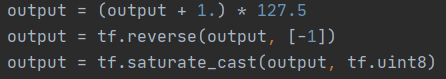 output = (output + 1.) * 127.5
output = tf.reverse(output, [-1])
output = tf.saturate_cast(output, tf.uint8)